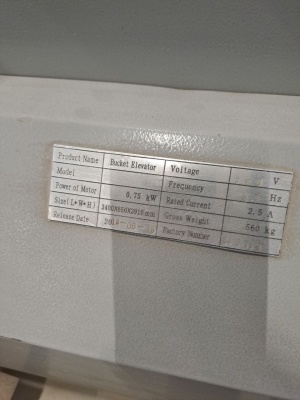 Product Name Bucket Elevator Voltage V
Model Frequency Hz
Power of Motor 0.75 kW Rated Current 2.5 A
Size(L*W*H) Gross Weight 560 kg
Release Date Factory Number